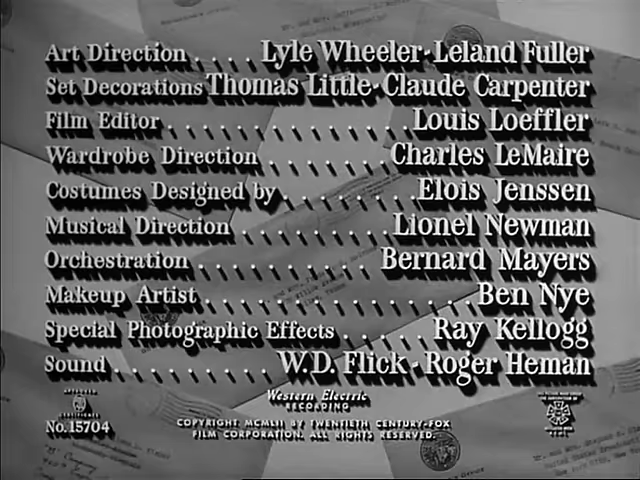 Art Direction . . . . Lyle Wheeler-Leland Fuller
Set Decorations Thomas Little-Claude Carpenter
Film Editor . . . . . . . . . . . . Louis Loeffler
Wardrobe Direction . . . . . . Charles LeMaire
Costumes Designed by . . . . . . . Elois Jenssen
Musical Direction . . . . . . . . Lionel Newman
Orchestration . . . . . . . . . Bernard Mayers
Makeup Artist . . . . . . . . . . . . . Ben Nye
Special Photographic Effects . . . . Ray Kellogg
Sound . . . . . . . . W.D. Flick-Roger Heman
Western Electric
RECORDING
APPROVED
CERTIFICATE
No. 15704
COPYRIGHT MCMLII BY TWENTIETH CENTURY-FOX
FILM CORPORATION. ALL RIGHTS RESERVED.